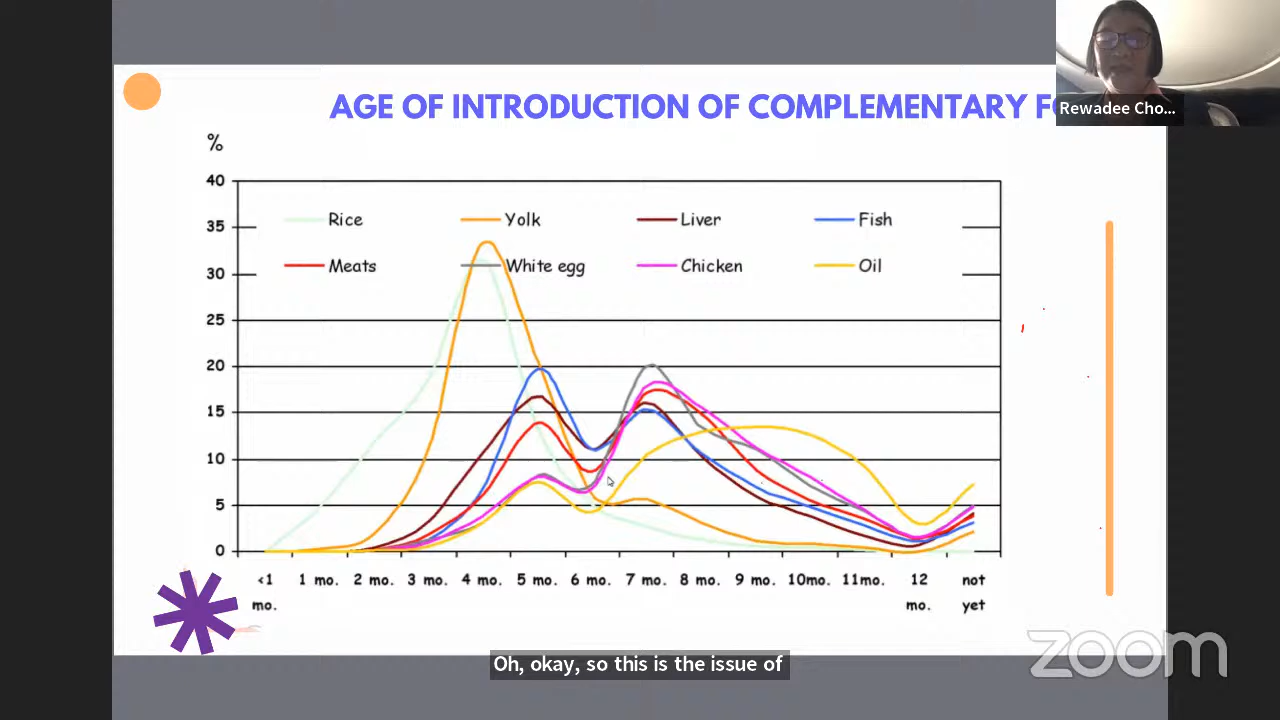 AGE OF INTRODUCTION OF COMPLEMENTARY
Rewadee Cho...
%
40
35
30
25
20
15
10
5
0
Rice Yolk Liver Fish
Meats White egg Chicken Oil
<1 mo. 1 mo. 2 mo. 3 mo. 4 mo. 5 mo. 6 mo. 7 mo. 8 mo. 9 mo. 10mo. 11mo. 12 mo. not yet
zoom
Oh, okay, so this is the issue of